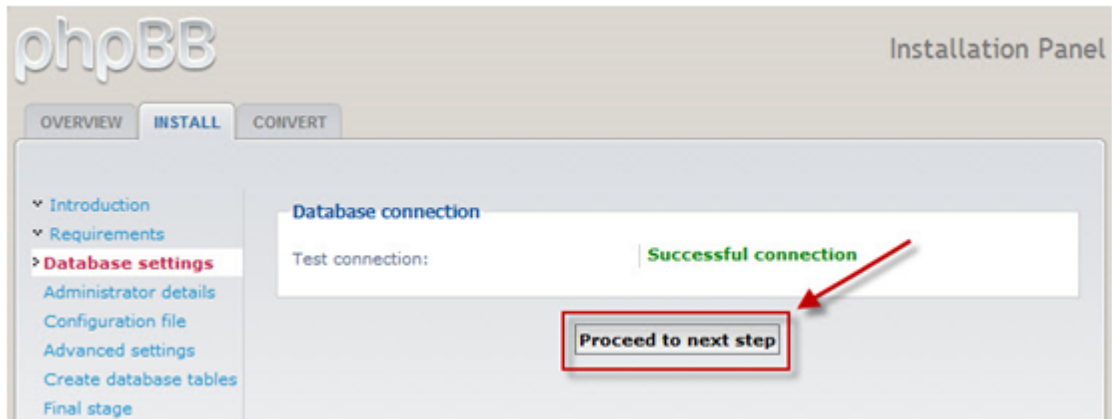 phpBB
Installation Panel
OVERVIEW INSTALL CONVERT
Introduction
Requirements
Database settings
Administrator details
Configuration file
Advanced settings
Create database tables
Final stage
Database connection
Test connection: Successful connection
Proceed to next step